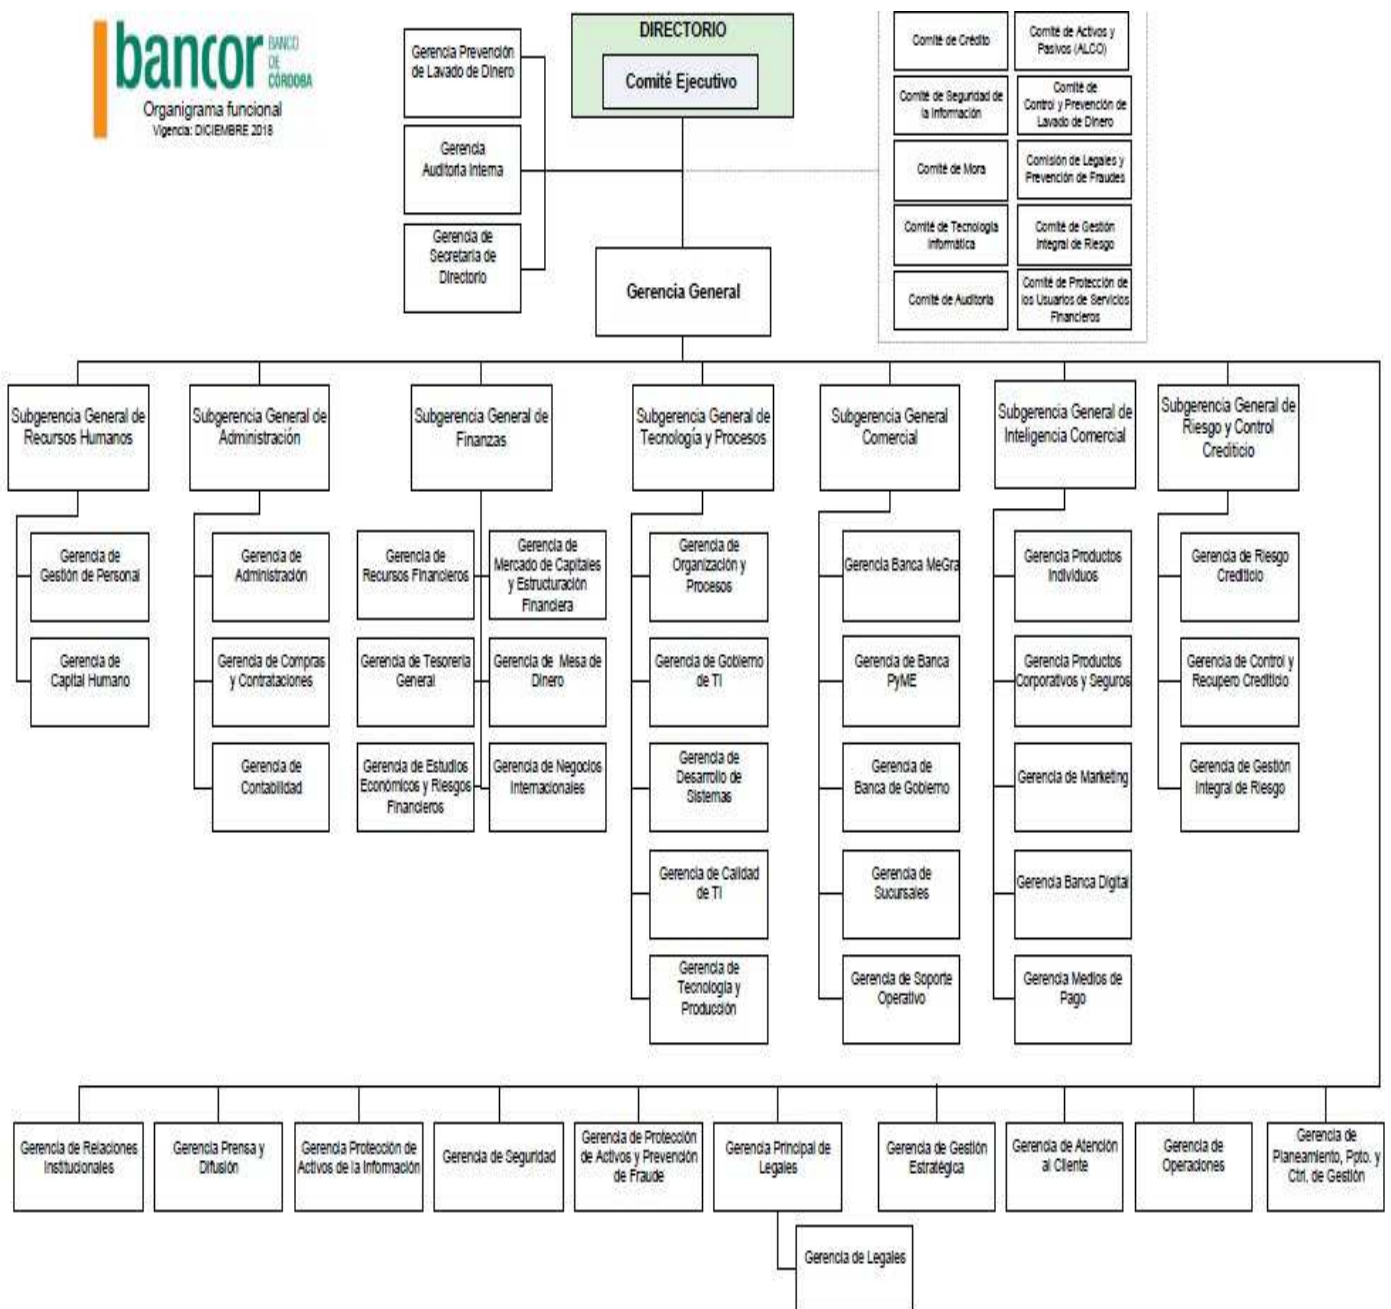 bancor
BANCO
DE
CÓRDOBA
Organigrama funcional
Vigencia: DICIEMBRE 2018
Gerencia Prevención
de Lavado de Dinero
Gerencia
Auditoria Interna
Gerencia de
Secretaria de
Directorio
DIRECTORIO
Comité Ejecutivo
Gerencia General
Comité de Crédito
Comité de Activos y
Pasivos (ALCO)
Comité de Seguridad de
la Información
Comité de
Control y Prevención de
Lavado de Dinero
Comité de Mora
Comisión de Legales y
Prevención de Fraudes
Comité de Tecnología
Informática
Comité de Gestión
Integral de Riesgo
Comité de Auditoria
Comité de Protección de
los Usuarios de Servicios
Financieros
Subgerencia General de
Recursos Humanos
Subgerencia General de
Administración
Subgerencia General de
Finanzas
Subgerencia General de
Tecnología y Procesos
Subgerencia General
Comercial
Subgerencia General de
Inteligencia Comercial
Subgerencia General de
Riesgo y Control
Crediticio
Gerencia de
Gestión de Personal
Gerencia de
Capital Humano
Gerencia de
Administración
Gerencia de Compras
y Contrataciones
Gerencia de
Contabilidad
Gerencia de
Recursos Financieros
Gerencia de
Mercado de Capitales
y Estructuración
Financiera
Gerencia de Tesorería
General
Gerencia de Mesa de
Dinero
Gerencia de Estudios
Económicos y Riesgos
Financieros
Gerencia de Negocios
Internacionales
Gerencia de
Organización y
Procesos
Gerencia de Gobierno
de TI
Gerencia de
Desarrollo de
Sistemas
Gerencia de Calidad
de TI
Gerencia de
Tecnología y
Producción
Gerencia Banca MeGra
Gerencia de Banca
PyME
Gerencia de
Banca de Gobierno
Gerencia de
Sucursales
Gerencia de Soporte
Operativo
Gerencia Productos
Individuos
Gerencia Productos
Corporativos y Seguros
Gerencia de Marketing
Gerencia Banca Digital
Gerencia Medios de
Pago
Gerencia de Riesgo
Crediticio
Gerencia de Control y
Recupero Crediticio
Gerencia de Gestión
Integral de Riesgo
Gerencia de Relaciones
Institucionales
Gerencia Prensa y
Difusión
Gerencia Protección de
Activos de la Información
Gerencia de Seguridad
Gerencia de Protección
de Activos y Prevención
de Fraude
Gerencia Principal de
Legales
Gerencia de Gestión
Estratégica
Gerencia de Atención
al Cliente
Gerencia de
Operaciones
Gerencia de
Planeamiento, Ppto. y
Ctrl. de Gestión
Gerencia de Legales